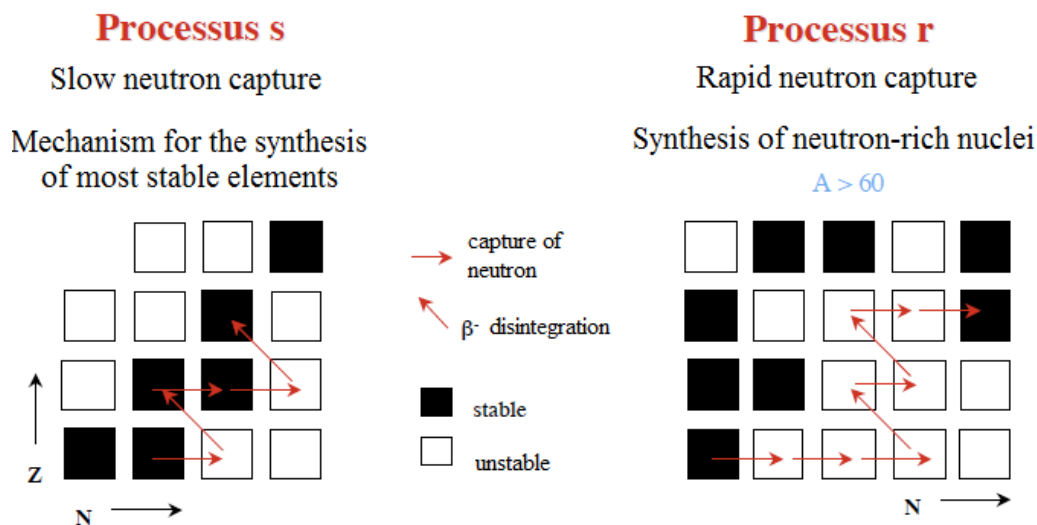 Processus s
Slow neutron capture
Mechanism for the synthesis
of most stable elements
Processus r
Rapid neutron capture
Synthesis of neutron-rich nuclei
A > 60
capture of
neutron
β- disintegration
stable
unstable
Z
N
N